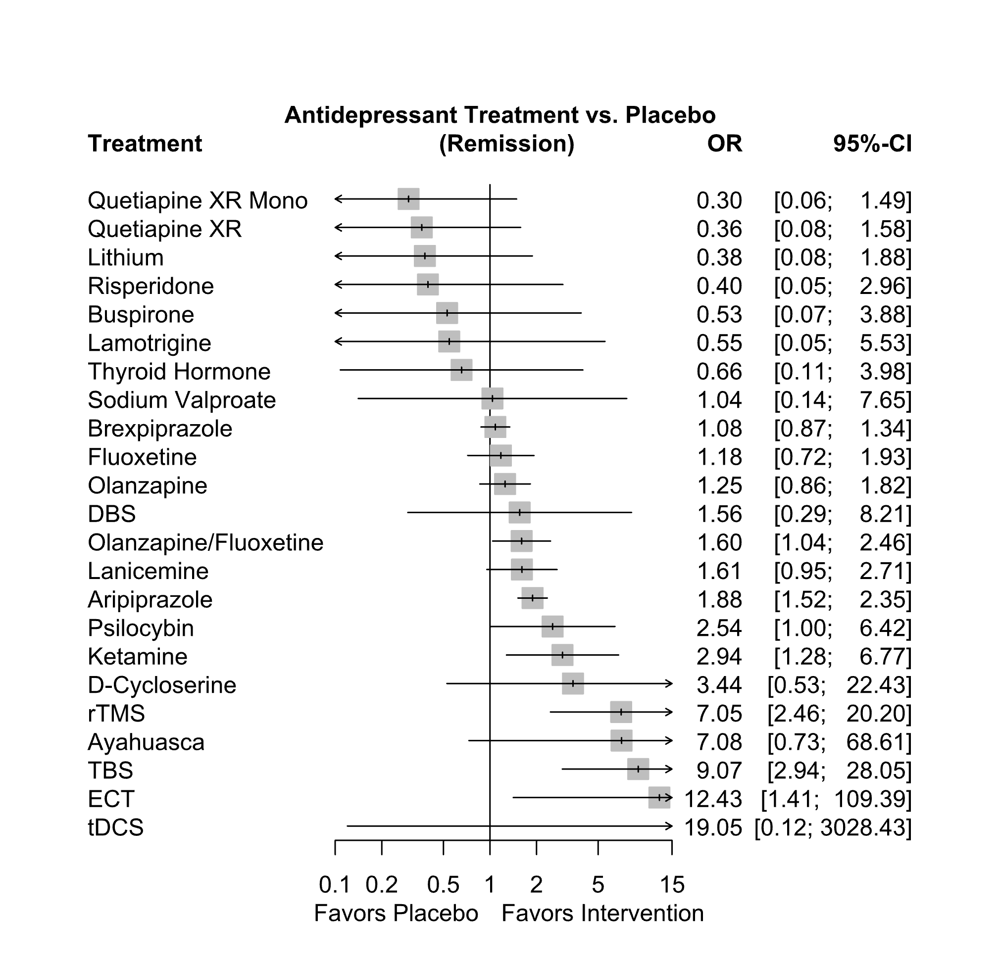 Antidepressant Treatment vs. Placebo
Treatment (Remission) OR 95%-CI
Quetiapine XR Mono 0.30 [0.06; 1.49]
Quetiapine XR 0.36 [0.08; 1.58]
Lithium 0.38 [0.08; 1.88]
Risperidone 0.40 [0.05; 2.96]
Buspirone 0.53 [0.07; 3.88]
Lamotrigine 0.55 [0.05; 5.53]
Thyroid Hormone 0.66 [0.11; 3.98]
Sodium Valproate 1.04 [0.14; 7.65]
Brexpiprazole 1.08 [0.87; 1.34]
Fluoxetine 1.18 [0.72; 1.93]
Olanzapine 1.25 [0.86; 1.82]
DBS 1.56 [0.29; 8.21]
Olanzapine/Fluoxetine 1.60 [1.04; 2.46]
Lanicemine 1.61 [0.95; 2.71]
Aripiprazole 1.88 [1.52; 2.35]
Psilocybin 2.54 [1.00; 6.42]
Ketamine 2.94 [1.28; 6.77]
D-Cycloserine 3.44 [0.53; 22.43]
rTMS 7.05 [2.46; 20.20]
Ayahuasca 7.08 [0.73; 68.61]
TBS 9.07 [2.94; 28.05]
ECT 12.43 [1.41; 109.39]
tDCS 19.05 [0.12; 3028.43]
0.1 0.2 0.5 1 2 5 15
Favors Placebo Favors Intervention